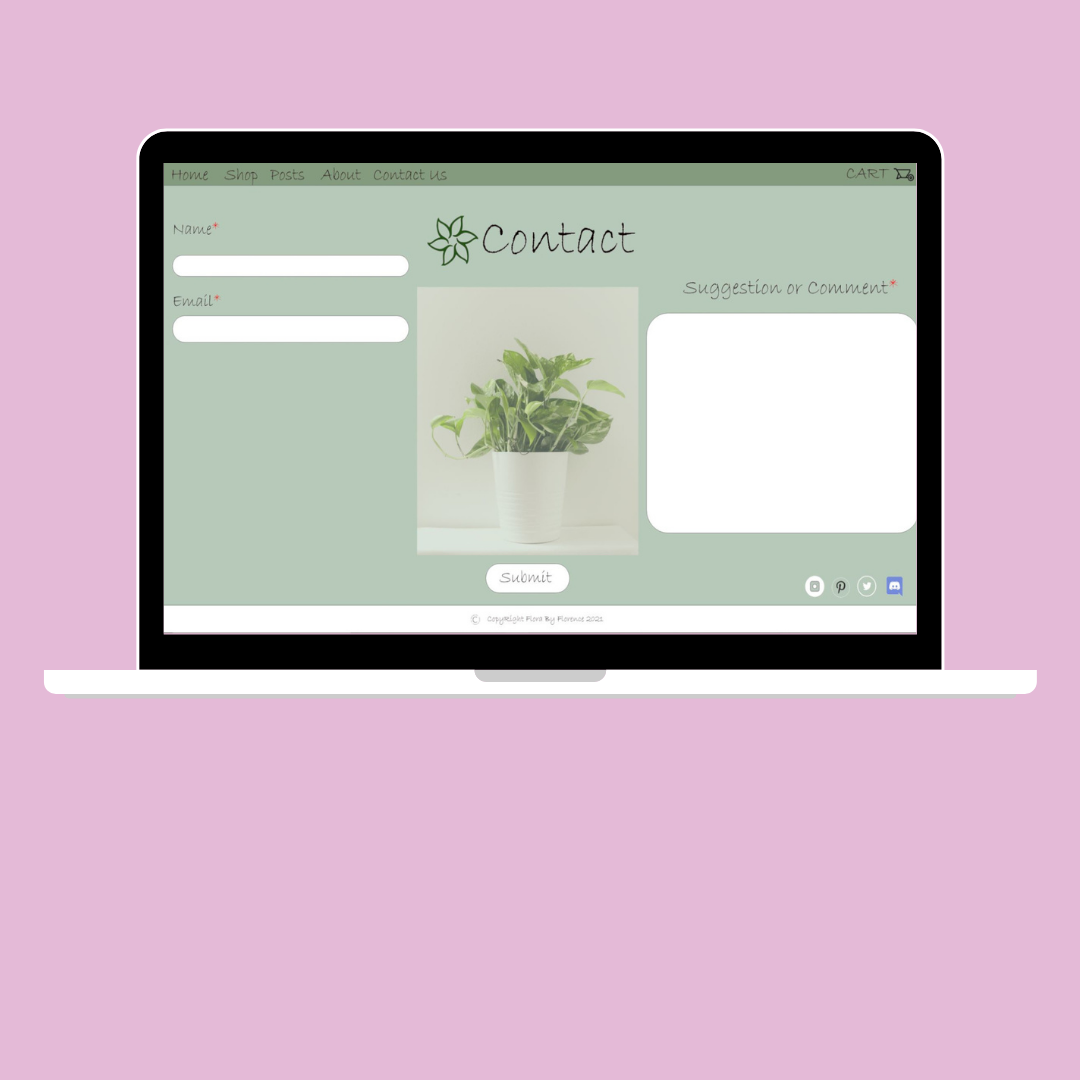 Home Shop Posts About Contact Us CART
Contact
Name*
Email*
Suggestion or Comment*
Submit
© CopyRight Flora By Florence 2021